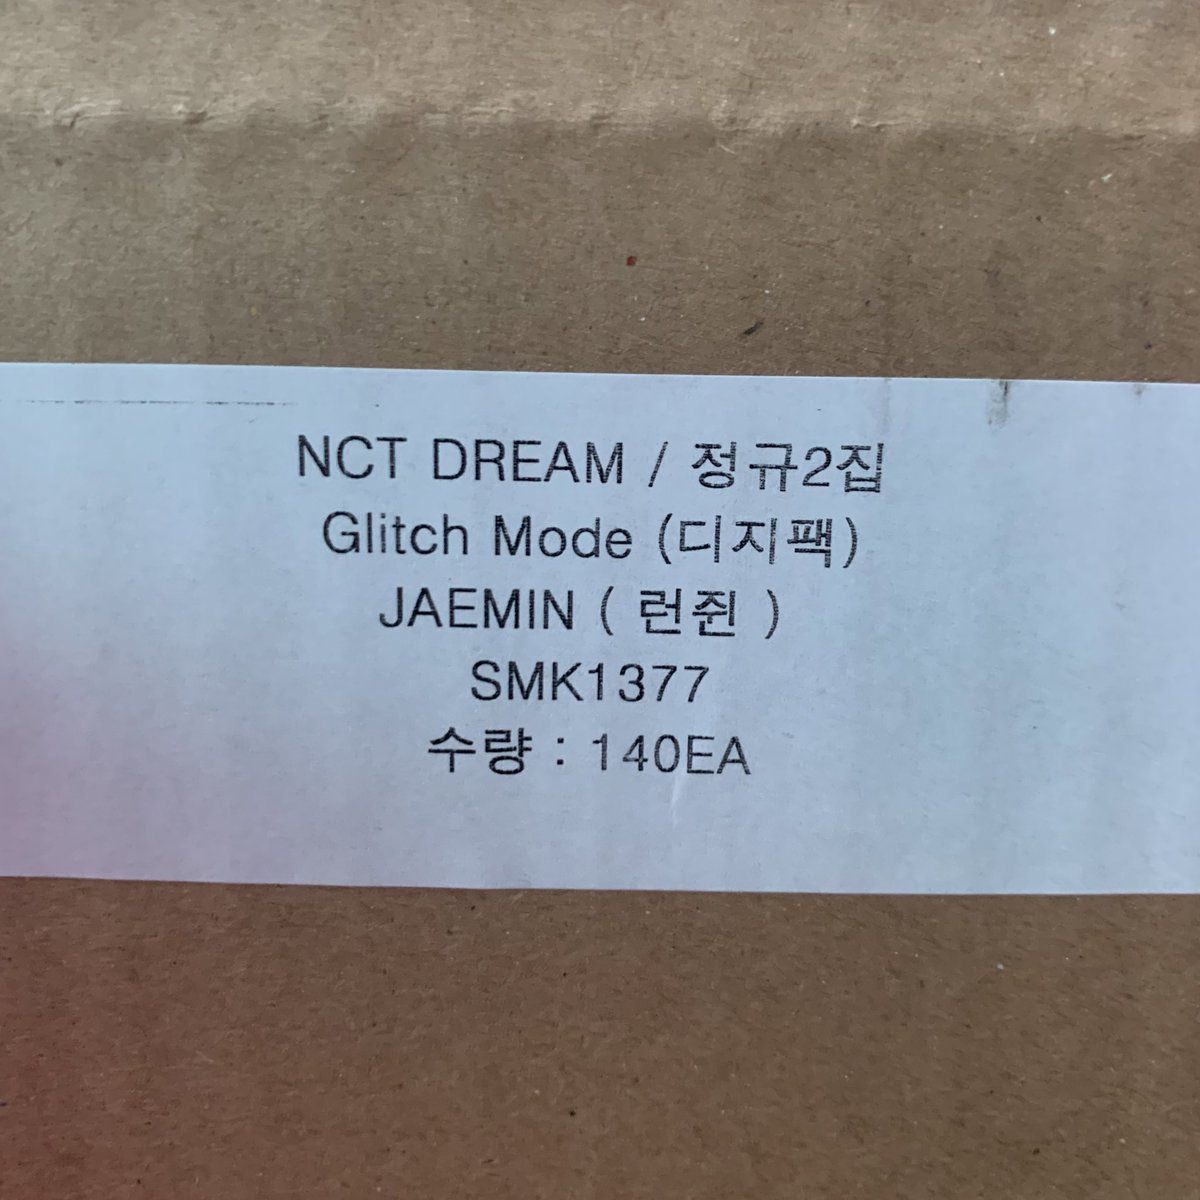 NCT DREAM / 정규2집
Glitch Mode (디지팩)
JAEMIN ( 런쥔 )
SMK1377
수량 : 140EA